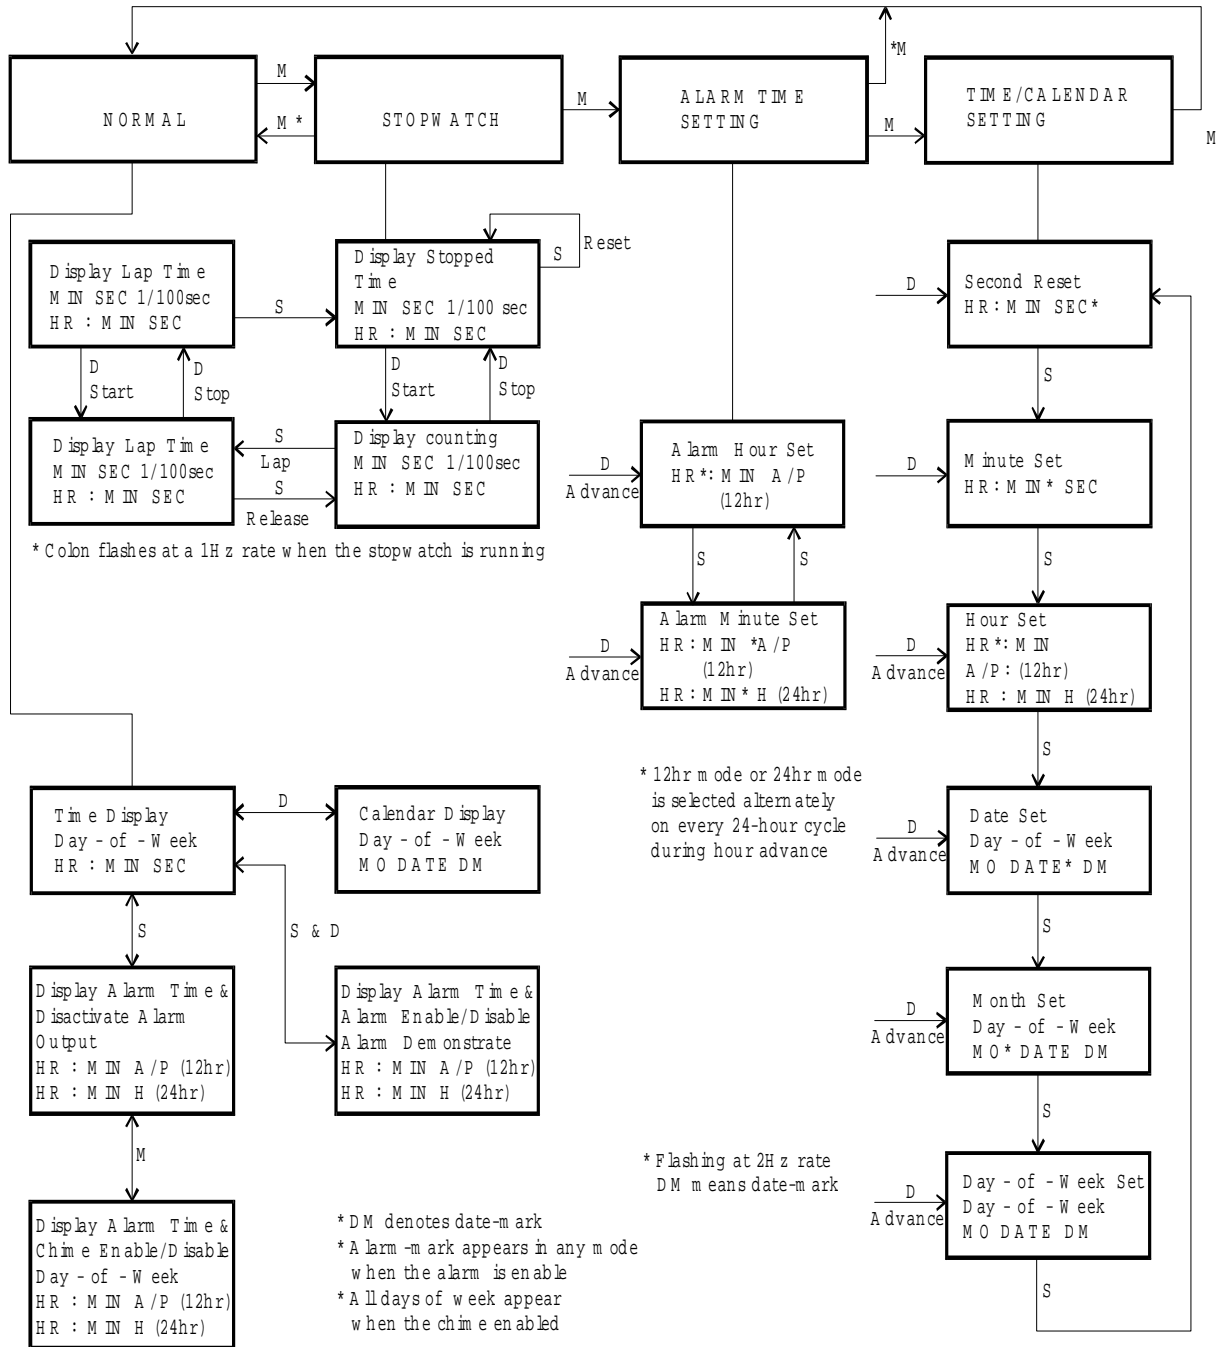 *M
NORMAL
M
M *
STOPWATCH
M
ALARM TIME
SETTING
M
TIME/CALENDAR
SETTING
M
Display Lap Time
MIN SEC 1/100sec
HR : MIN SEC
S
Display Stopped
Time
MIN SEC 1/100 sec
HR : MIN SEC
S
Reset
D
Start
D
Stop
D
Start
D
Stop
Display Lap Time
MIN SEC 1/100sec
HR : MIN SEC
S
Lap
S
Release
Display counting
MIN SEC 1/100sec
HR : MIN SEC
* Colon flashes at a 1Hz rate when the stopwatch is running
D
Advance
Alarm Hour Set
HR*: MIN A/P
(12hr)
S
S
D
Advance
Alarm Minute Set
HR: MIN *A/P
(12hr)
HR: MIN* H (24hr)
* 12hr mode or 24hr mode
is selected alternately
on every 24-hour cycle
during hour advance
D
Second Reset
HR: MIN SEC*
S
D
Minute Set
HR: MIN* SEC
S
D
Advance
Hour Set
HR*: MIN
A/P: (12hr)
HR : MIN H (24hr)
S
D
Advance
Date Set
Day - of - Week
MO DATE* DM
S
D
Advance
Month Set
Day - of - Week
MO* DATE DM
S
D
Advance
Day - of - Week Set
Day - of - Week
MO DATE DM
S
* Flashing at 2Hz rate
DM means date-mark
Time Display
Day - of - Week
HR : MIN SEC
D
Calendar Display
Day - of - Week
MO DATE DM
S
S & D
Display Alarm Time &
Disactivate Alarm
Output
HR : MIN A/P (12hr)
HR : MIN H (24hr)
Display Alarm Time &
Alarm Enable/Disable
Alarm Demonstrate
HR : MIN A/P (12hr)
HR : MIN H (24hr)
M
Display Alarm Time &
Chime Enable/Disable
Day - of - Week
HR : MIN A/P (12hr)
HR : MIN H (24hr)
* DM denotes date-mark
* Alarm-mark appears in any mode
when the alarm is enable
* All days of week appear
when the chime enabled